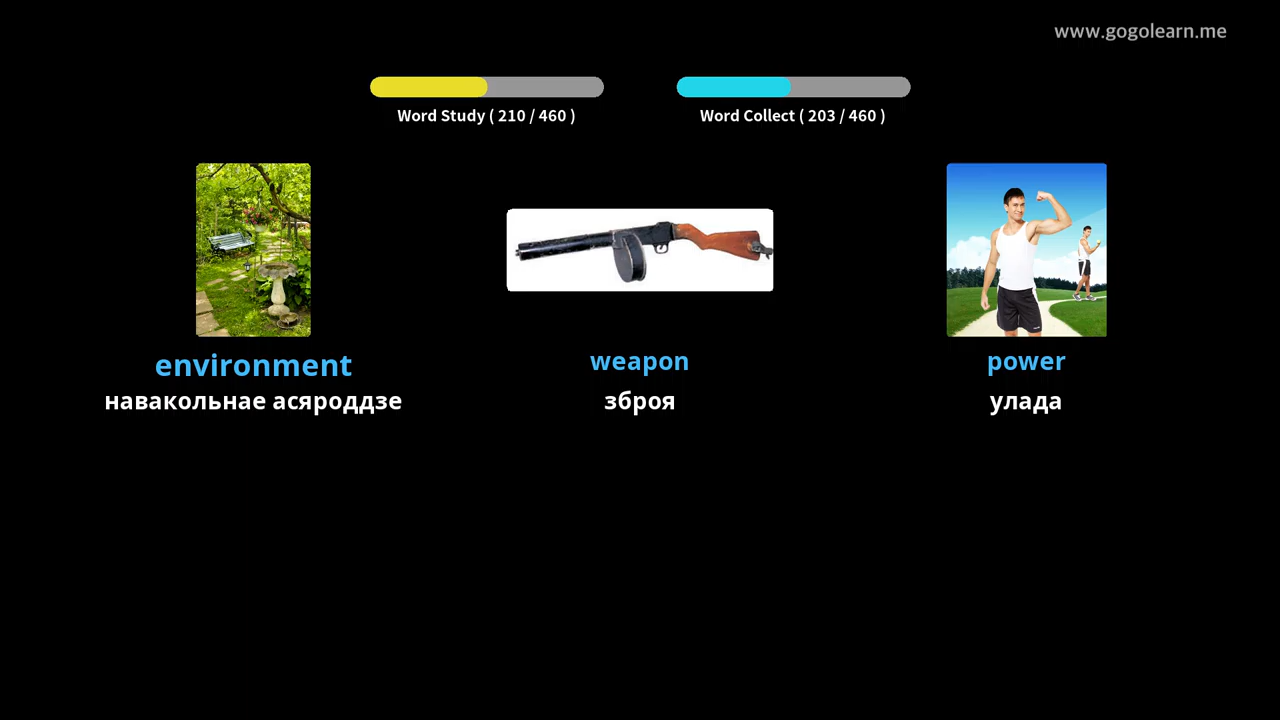 www.gogolearn.me
Word Study ( 210 / 460 )
Word Collect ( 203 / 460 )
environment
weapon
power
навакольнае асяроддзе
зброя
улада